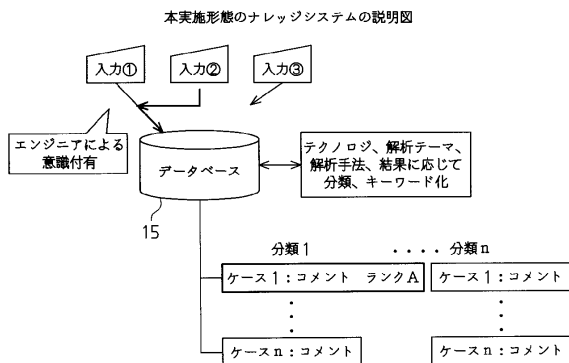 本実施形態のナレッジシステムの説明図
入力①
入力②
入力③
エンジニアによる
意識付有
データベース
テクノロジ、解析テーマ、
解析手法、結果に応じて
分類、キーワード化
15
分類1
・・・・
分類n
ケース1:コメント ランクA
ケース1:コメント
ケースn:コメント
ケースn:コメント